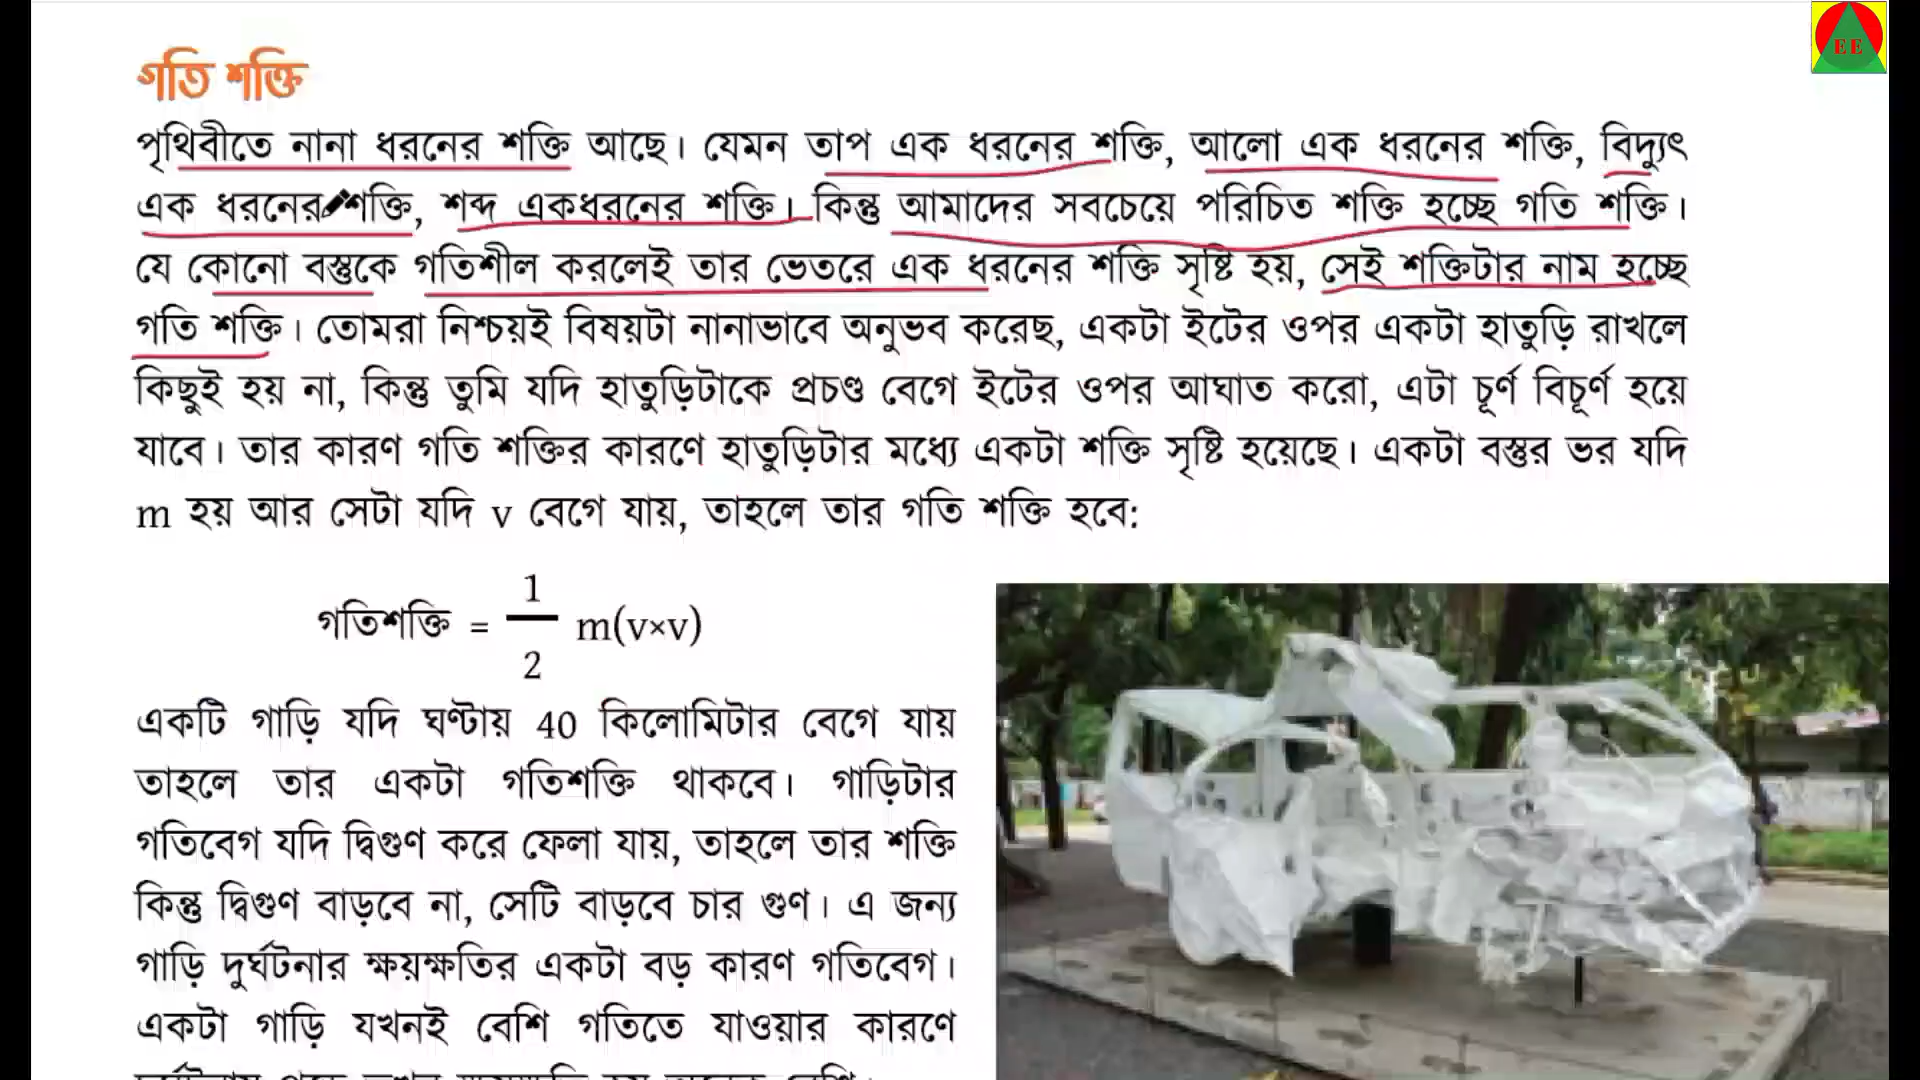 EE
গতি শক্তি
পৃথিবীতে নানা ধরনের শক্তি আছে। যেমন তাপ এক ধরনের শক্তি, আলো এক ধরনের শক্তি, বিদ্যুৎ
এক ধরনের শক্তি, শব্দ একধরনের শক্তি। কিন্তু আমাদের সবচেয়ে পরিচিত শক্তি হচ্ছে গতি শক্তি।
যে কোনো বস্তুকে গতিশীল করলেই তার ভেতরে এক ধরনের শক্তি সৃষ্টি হয়, সেই শক্তিটার নাম হচ্ছে
গতি শক্তি। তোমরা নিশ্চয়ই বিষয়টা নানাভাবে অনুভব করেছ, একটা ইটের ওপর একটা হাতুড়ি রাখলে
কিছুই হয় না, কিন্তু তুমি যদি হাতুড়িটাকে প্রচণ্ড বেগে ইটের ওপর আঘাত করো, এটা চূর্ণ বিচূর্ণ হয়ে
যাবে। তার কারণ গতি শক্তির কারণে হাতুড়িটার মধ্যে একটা শক্তি সৃষ্টি হয়েছে। একটা বস্তুর ভর যদি
m হয় আর সেটা যদি v বেগে যায়, তাহলে তার গতি শক্তি হবে:
গতিশক্তি = 1/2 m(v×v)
একটি গাড়ি যদি ঘণ্টায় 40 কিলোমিটার বেগে যায়
তাহলে তার একটা গতিশক্তি থাকবে। গাড়িটার
গতিবেগ যদি দ্বিগুণ করে ফেলা যায়, তাহলে তার শক্তি
কিন্তু দ্বিগুণ বাড়বে না, সেটি বাড়বে চার গুণ। এ জন্য
গাড়ি দুর্ঘটনার ক্ষয়ক্ষতির একটা বড় কারণ গতিবেগ।
একটা গাড়ি যখনই বেশি গতিতে যাওয়ার কারণে